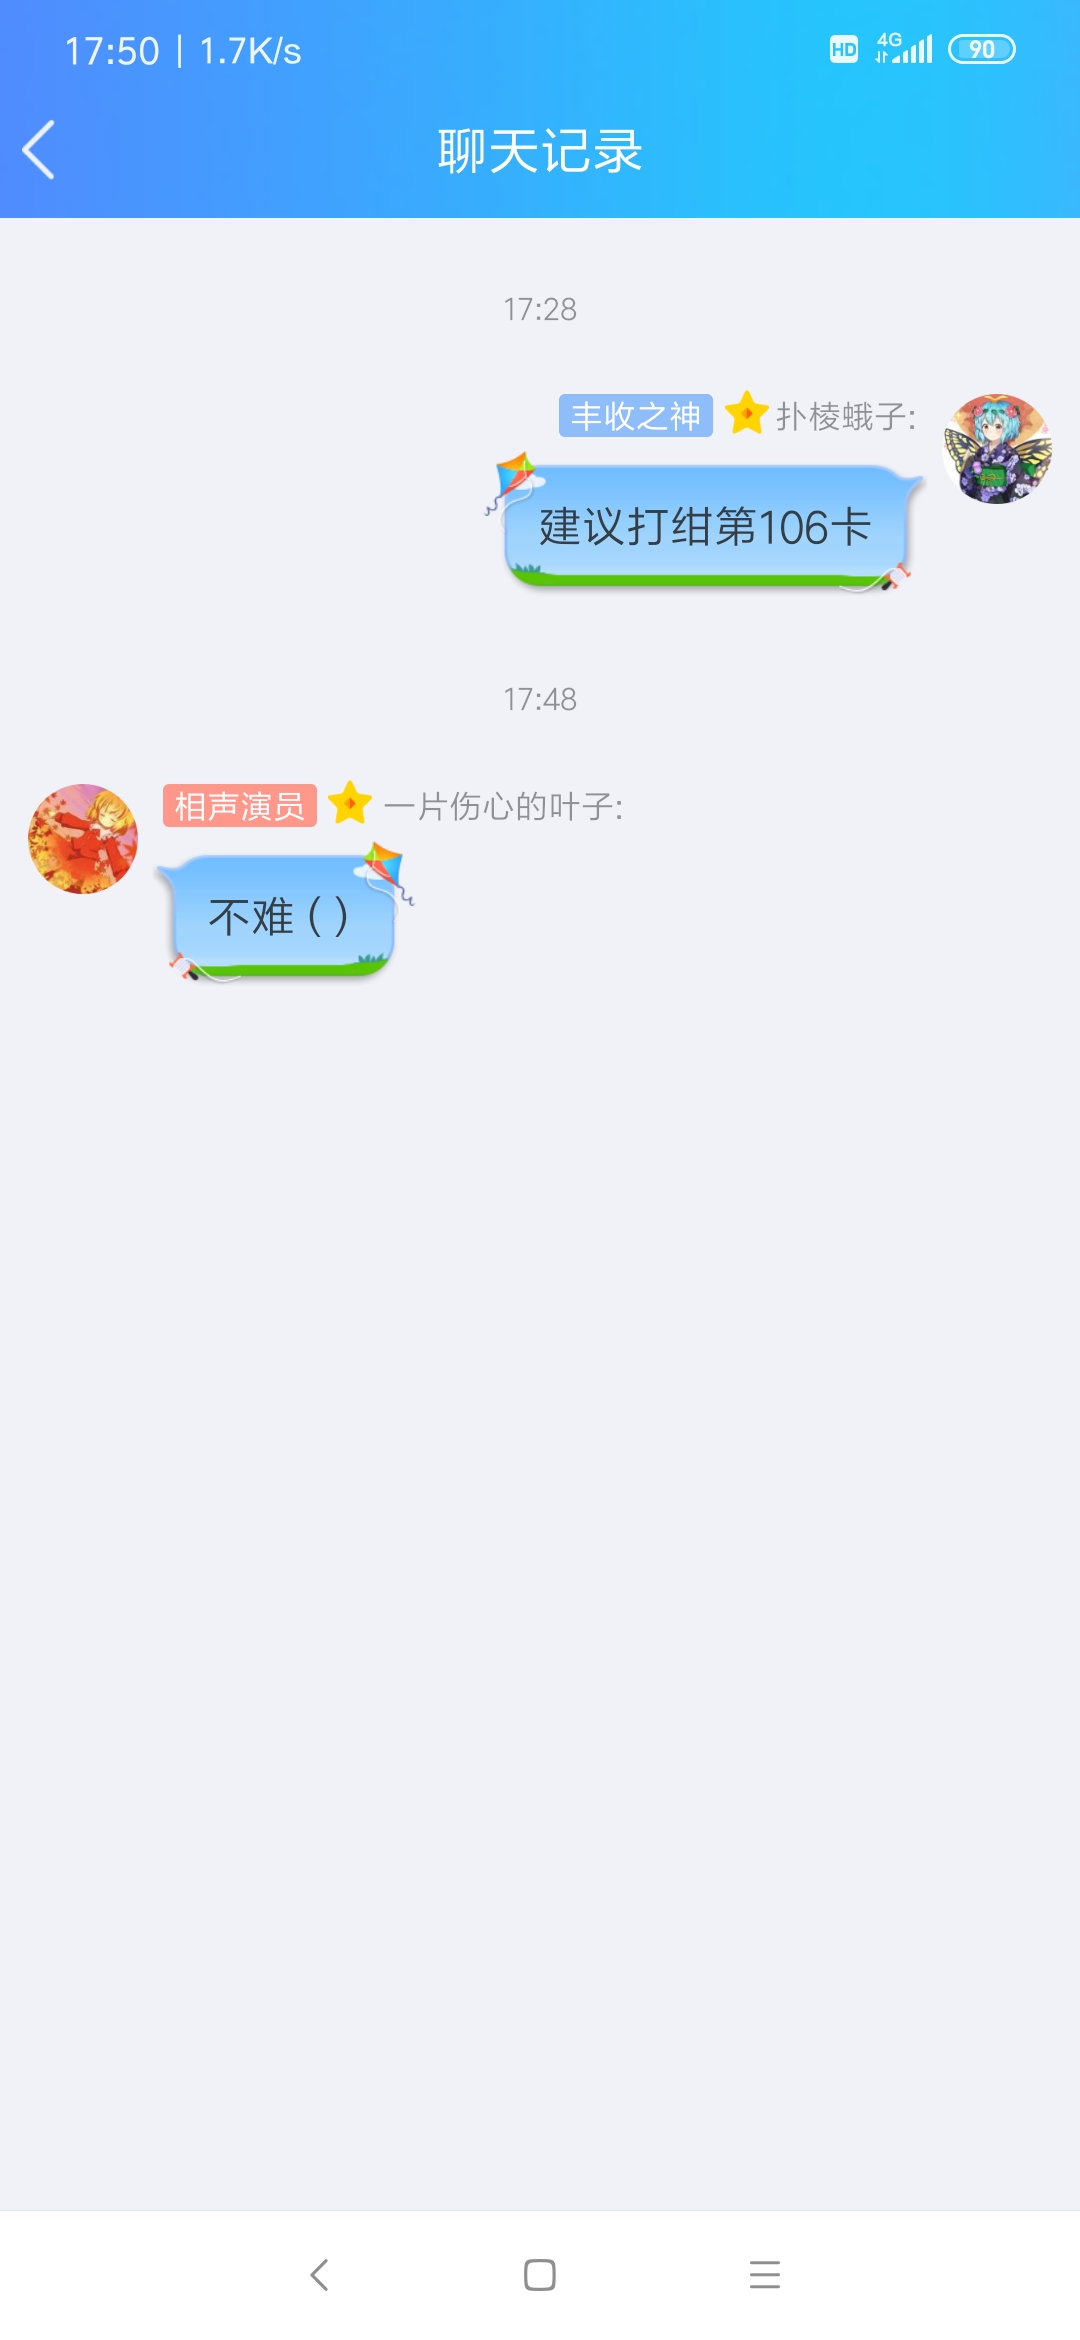 17:50 | 1.7K/s
HD 4G 90
聊天记录
17:28
丰收之神 扑棱蛾子:
建议打绀第106卡
17:48
相声演员 一片伤心的叶子:
不难（）